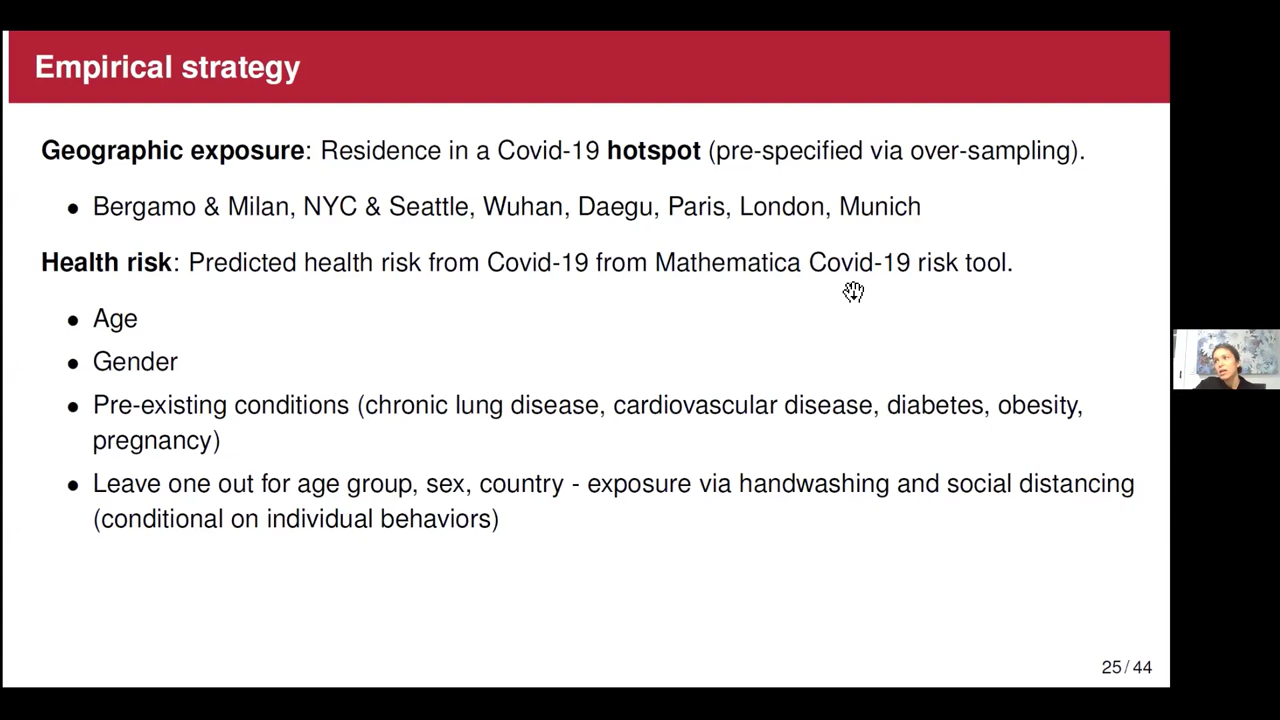 Empirical strategy
Geographic exposure: Residence in a Covid-19 hotspot (pre-specified via over-sampling).
• Bergamo & Milan, NYC & Seattle, Wuhan, Daegu, Paris, London, Munich
Health risk: Predicted health risk from Covid-19 from Mathematica Covid-19 risk tool.
• Age
• Gender
• Pre-existing conditions (chronic lung disease, cardiovascular disease, diabetes, obesity,
pregnancy)
• Leave one out for age group, sex, country - exposure via handwashing and social distancing
(conditional on individual behaviors)
25 / 44